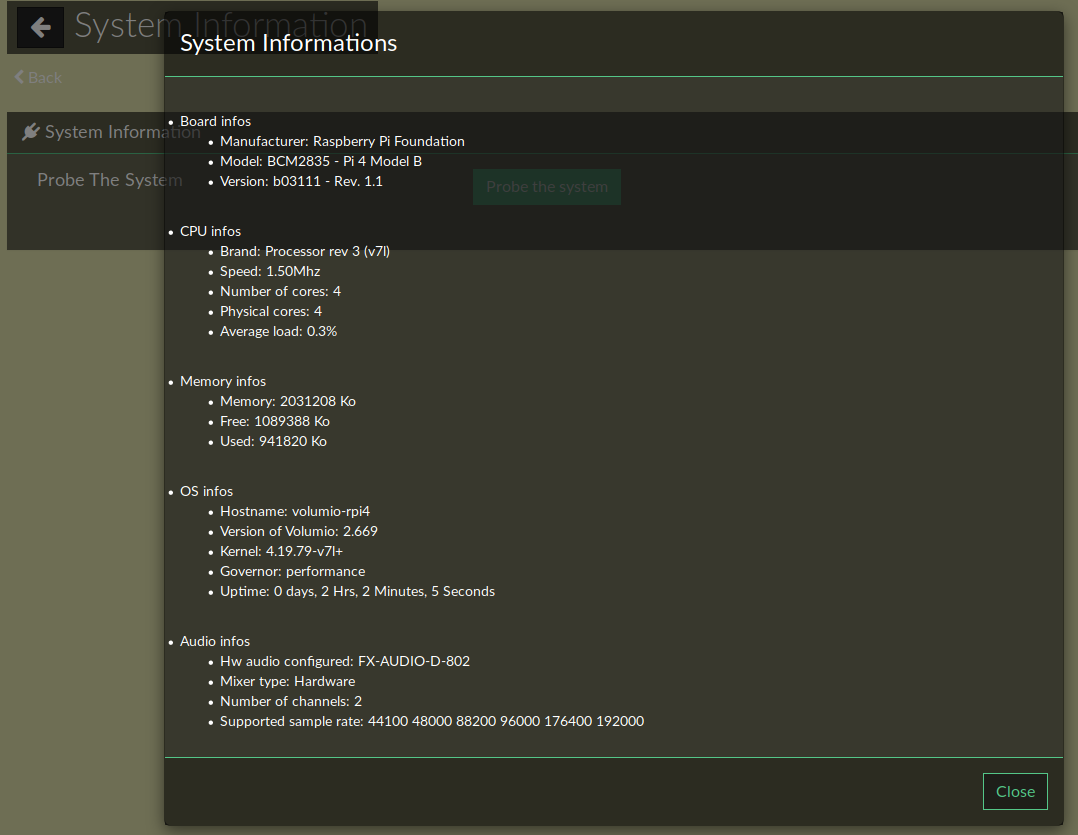 System Information
System Informations
Back
System Information
Probe The System
Probe the system
Board infos
Manufacturer: Raspberry Pi Foundation
Model: BCM2835 - Pi 4 Model B
Version: b03111 - Rev. 1.1
CPU infos
Brand: Processor rev 3 (v7l)
Speed: 1.50Mhz
Number of cores: 4
Physical cores: 4
Average load: 0.3%
Memory infos
Memory: 2031208 Ko
Free: 1089388 Ko
Used: 941820 Ko
OS infos
Hostname: volumio-rpi4
Version of Volumio: 2.669
Kernel: 4.19.79-v7l+
Governor: performance
Uptime: 0 days, 2 Hrs, 2 Minutes, 5 Seconds
Audio infos
Hw audio configured: FX-AUDIO-D-802
Mixer type: Hardware
Number of channels: 2
Supported sample rate: 44100 48000 88200 96000 176400 192000
Close